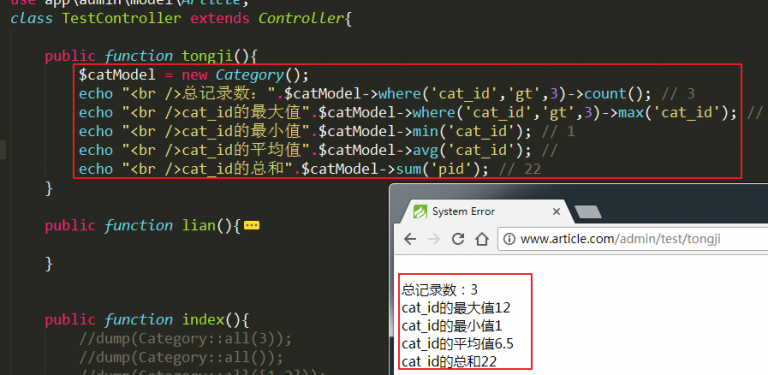 use app\admin\model\Article;
class TestController extends Controller{
public function tongji(){
$catModel = new Category();
echo "<br />总记录数：".$catModel->where('cat_id','gt',3)->count(); // 3
echo "<br />cat_id的最大值".$catModel->where('cat_id','gt',3)->max('cat_id'); //
echo "<br />cat_id的最小值".$catModel->min('cat_id'); // 1
echo "<br />cat_id的平均值".$catModel->avg('cat_id'); //
echo "<br />cat_id的总和".$catModel->sum('pid'); // 22
}
public function lian(){
}
public function index(){
//dump(Category::all(3));
//dump(Category::all());
//dump(Category::all([1,2]));
System Error
www.article.com/admin/test/tongji
总记录数：3
cat_id的最大值12
cat_id的最小值1
cat_id的平均值6.5
cat_id的总和22